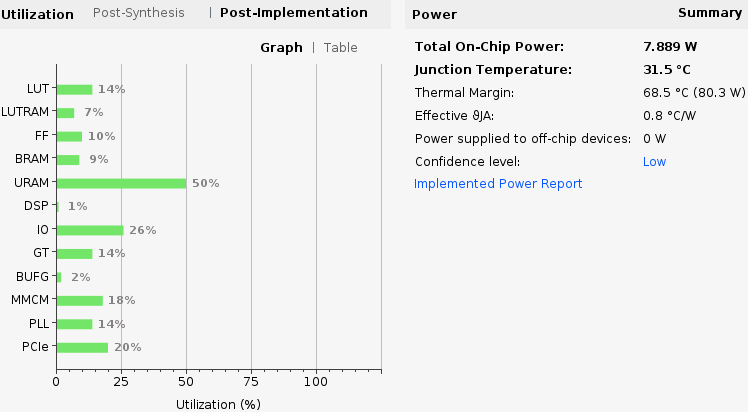 Utilization Post-Synthesis | Post-Implementation
Graph | Table
LUT 14%
LUTRAM 7%
FF 10%
BRAM 9%
URAM 50%
DSP 1%
IO 26%
GT 14%
BUFG 2%
MMCM 18%
PLL 14%
PCIe 20%
0 25 50 75 100
Utilization (%)
Power Summary
Total On-Chip Power: 7.889 W
Junction Temperature: 31.5 °C
Thermal Margin: 68.5 °C (80.3 W)
Effective ϑJA: 0.8 °C/W
Power supplied to off-chip devices: 0 W
Confidence level: Low
Implemented Power Report